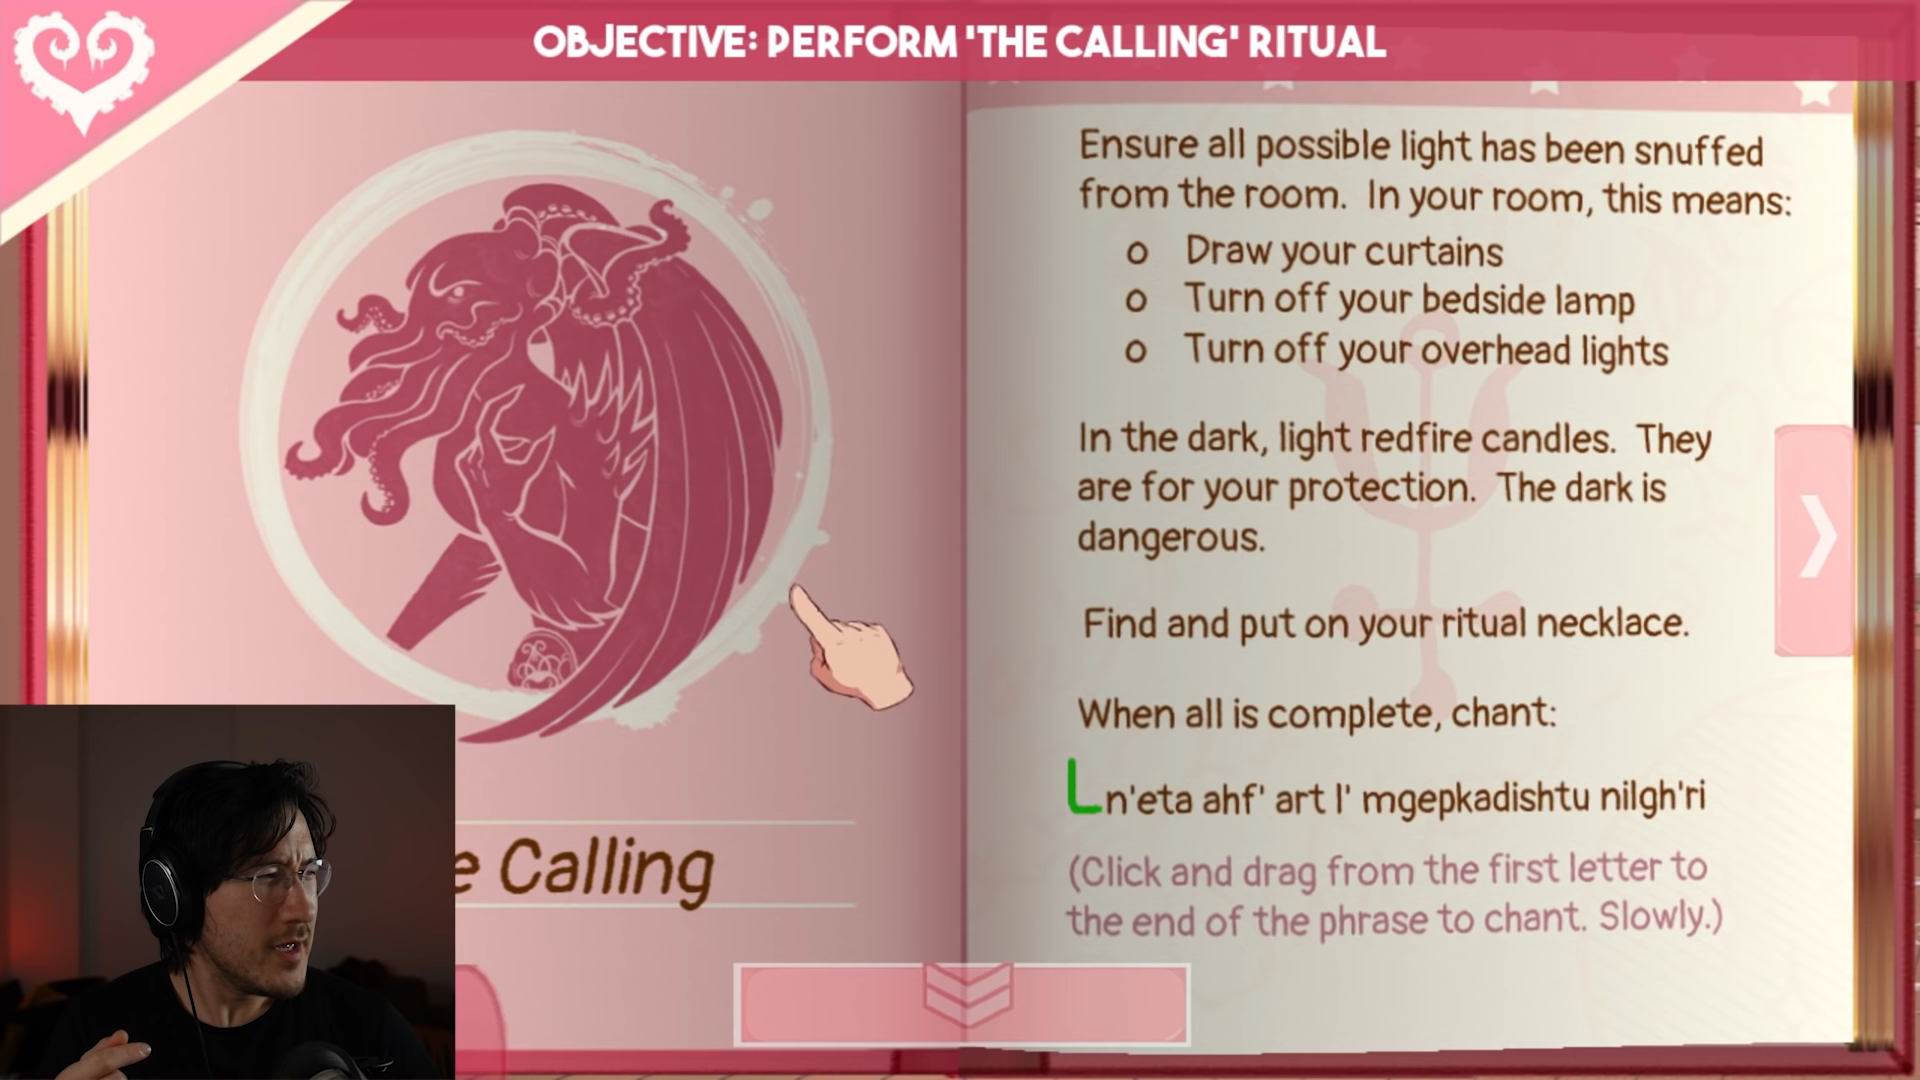 OBJECTIVE: PERFORM 'THE CALLING' RITUAL
e Calling
Ensure all possible light has been snuffed
from the room. In your room, this means:
o Draw your curtains
o Turn off your bedside lamp
o Turn off your overhead lights
In the dark, light redfire candles. They
are for your protection. The dark is
dangerous.
Find and put on your ritual necklace.
When all is complete, chant:
Ln'eta ahf' art l' mgepkadishtu nilgh'ri
(Click and drag from the first letter to
the end of the phrase to chant. Slowly.)